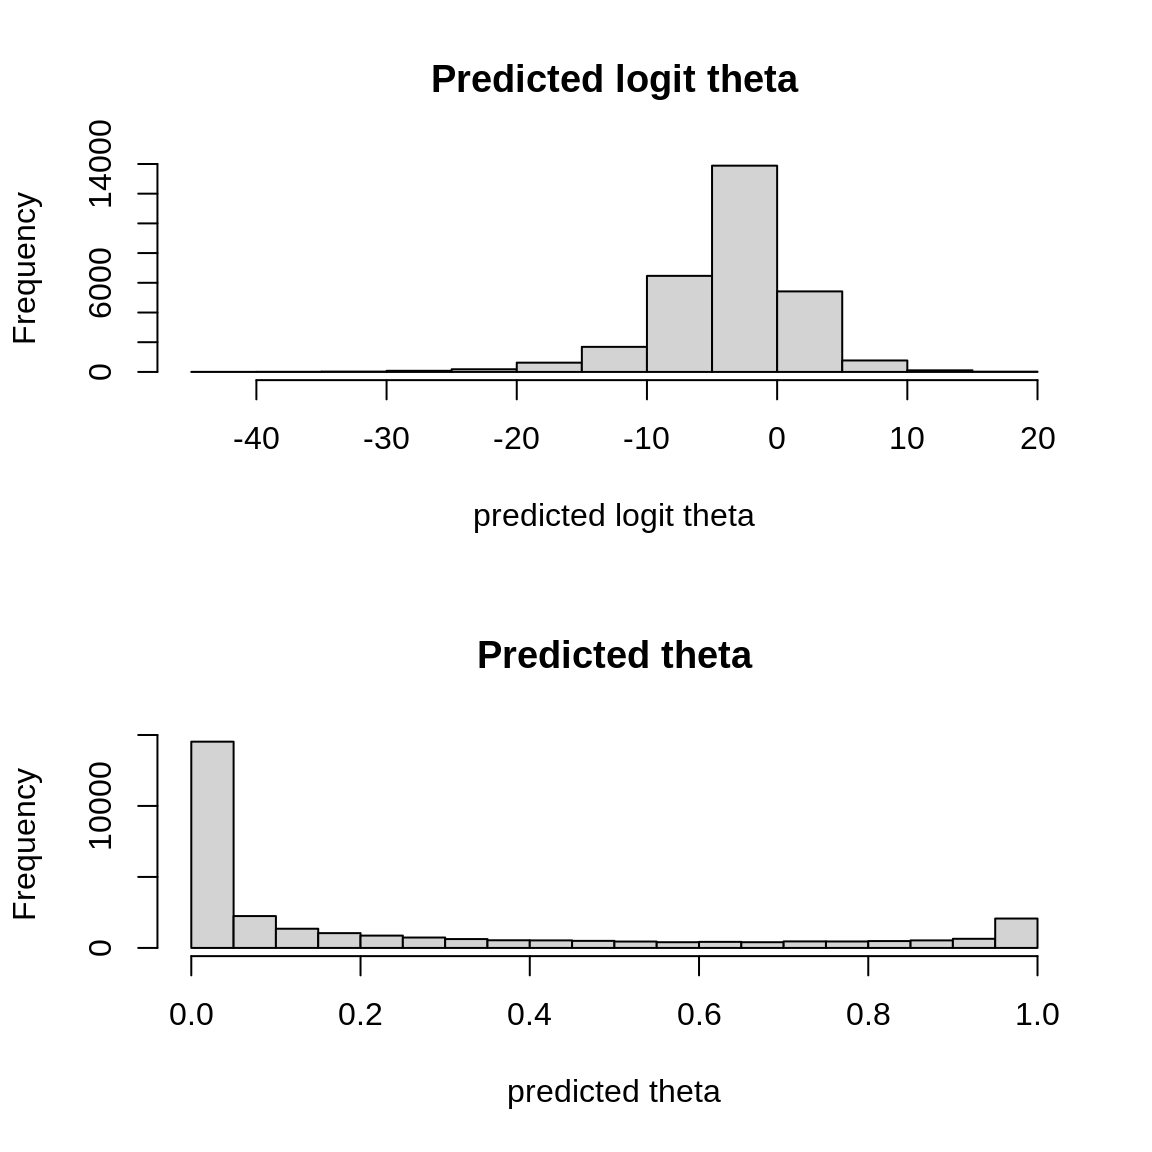 Predicted logit theta
Frequency
14000
6000
0
-40 -30 -20 -10 0 10 20
predicted logit theta
Predicted theta
Frequency
10000
0
0.0 0.2 0.4 0.6 0.8 1.0
predicted theta